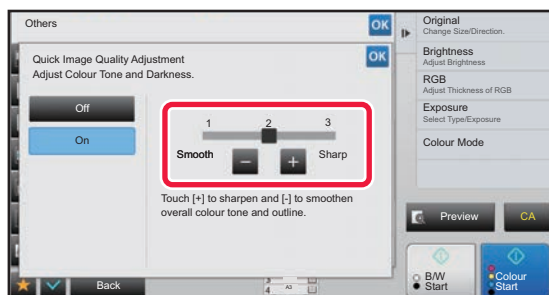 Others
OK
Quick Image Quality Adjustment
Adjust Colour Tone and Darkness.
OK
Off
On
1 2 3
Smooth - + Sharp
Touch [+] to sharpen and [-] to smoothen
overall colour tone and outline.
Back
3
4
A3
Original
Change Size/Direction.
Brightness
Adjust Brightness
RGB
Adjust Thickness of RGB
Exposure
Select Type/Exposure
Colour Mode
Preview
CA
B/W
Start
Colour
Start